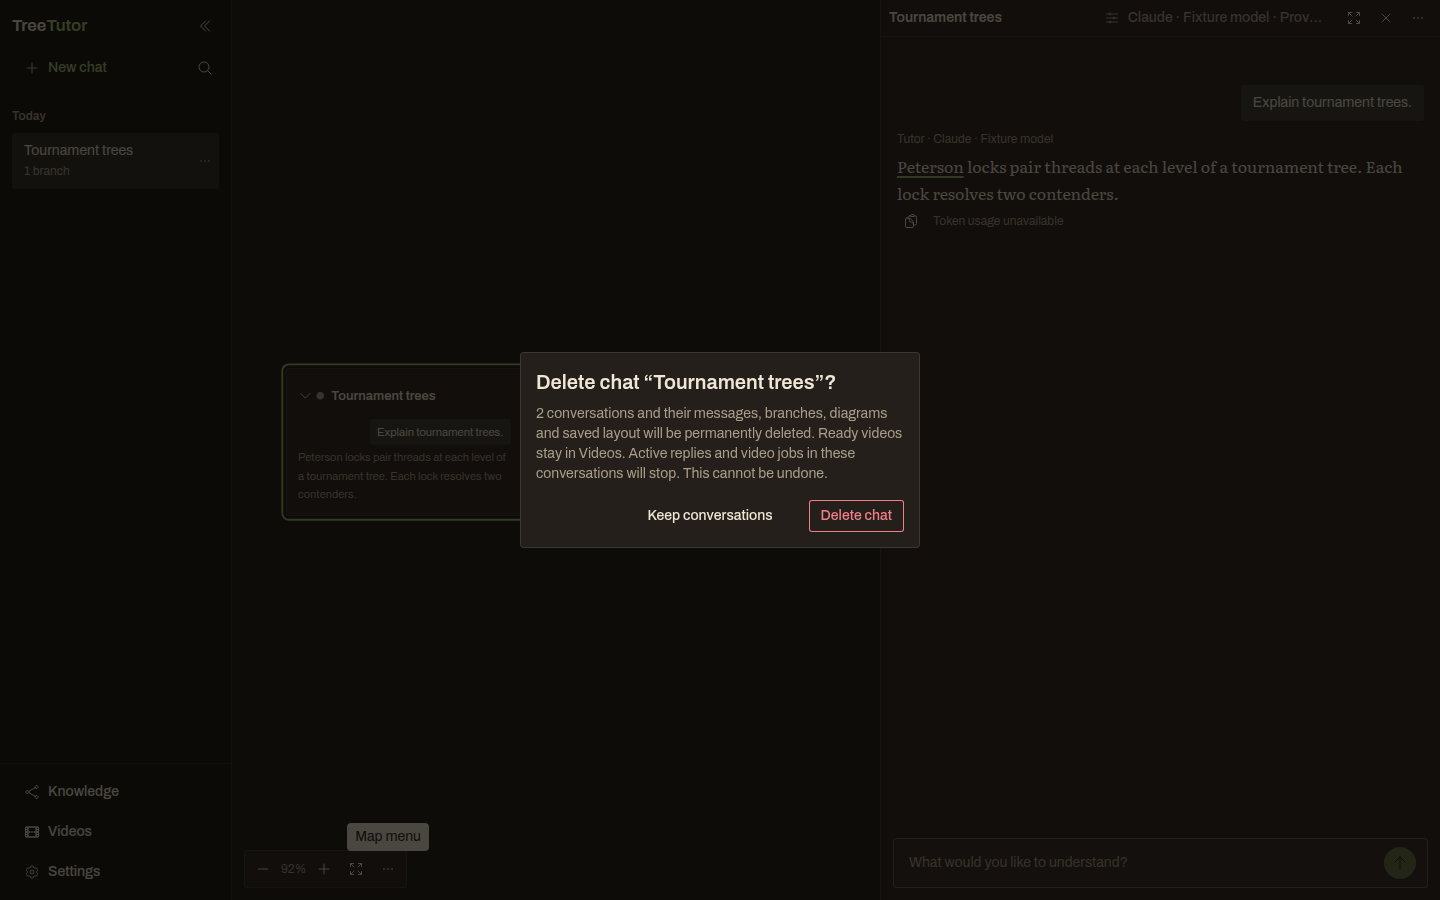 TreeTutor
New chat
Today
Tournament trees
1 branch
Knowledge
Videos
Settings
Tournament trees
Explain tournament trees.
Peterson locks pair threads at each level of
a tournament tree. Each lock resolves two
contenders.
Map menu
92%
Delete chat “Tournament trees”?
2 conversations and their messages, branches, diagrams
and saved layout will be permanently deleted. Ready videos
stay in Videos. Active replies and video jobs in these
conversations will stop. This cannot be undone.
Keep conversations
Delete chat
Tournament trees
Claude · Fixture model · Prov...
Explain tournament trees.
Tutor · Claude · Fixture model
Peterson locks pair threads at each level of a tournament tree. Each
lock resolves two contenders.
Token usage unavailable
What would you like to understand?